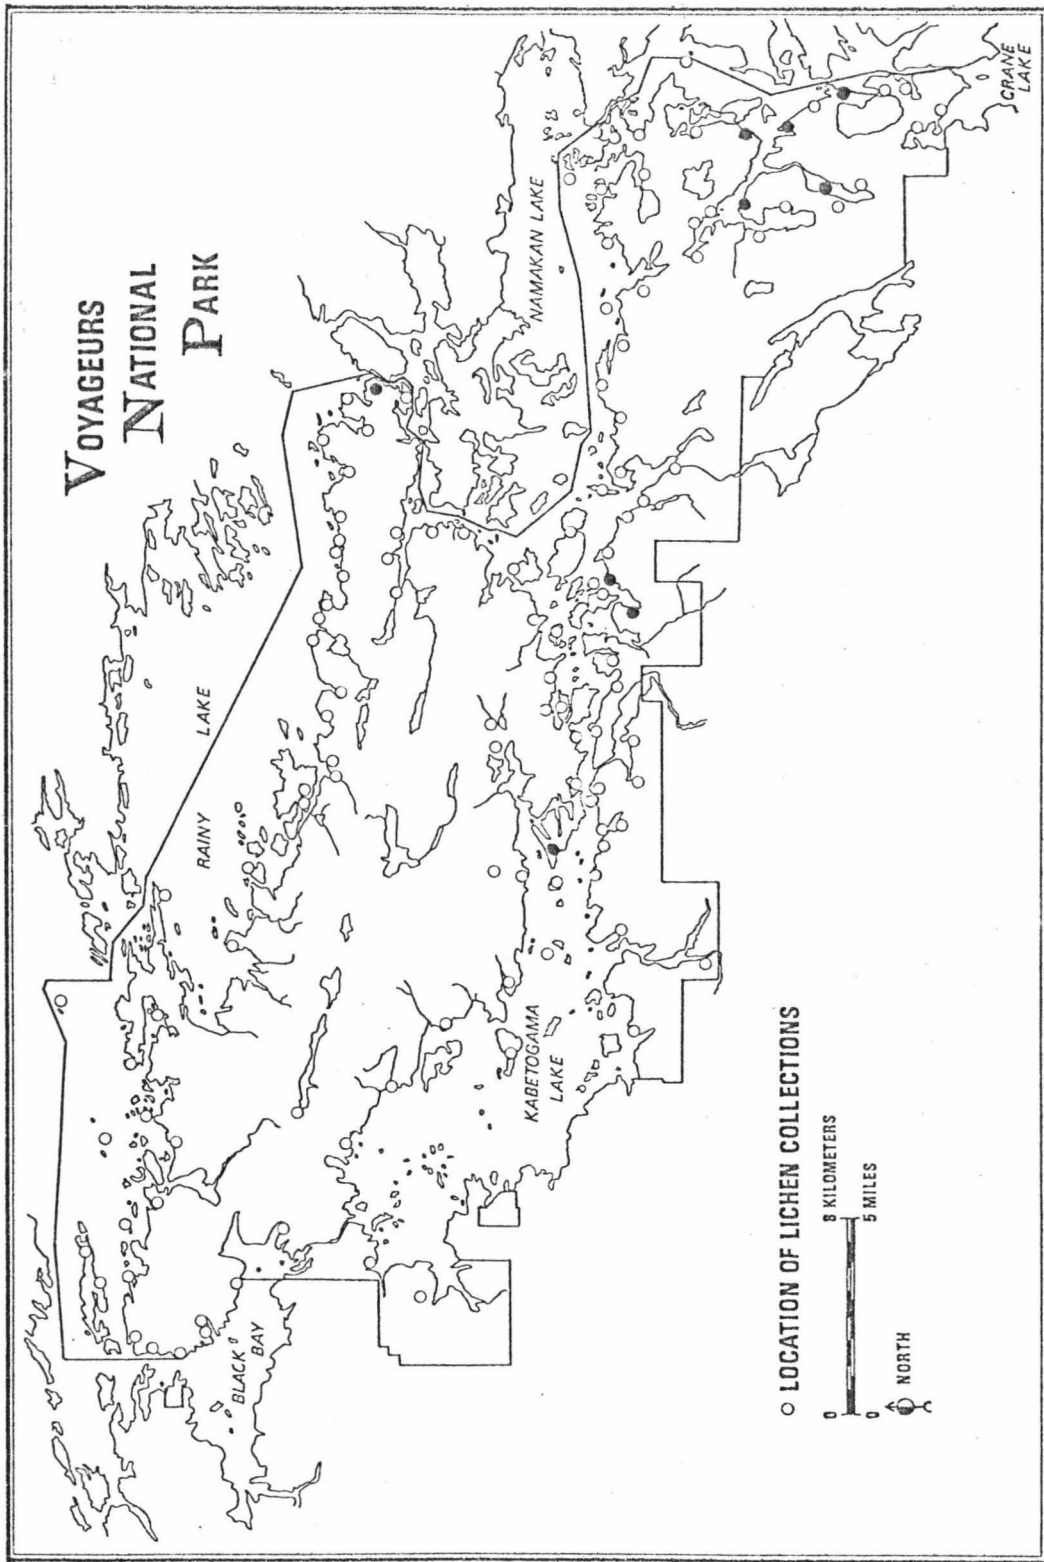 VOYAGEURS
NATIONAL
PARK
RAINY LAKE
NAMAKAN LAKE
CRANE
LAKE
KABETOGAMA
LAKE
BLACK
BAY
O LOCATION OF LICHEN COLLECTIONS
0 8 KILOMETERS
0 5 MILES
NORTH